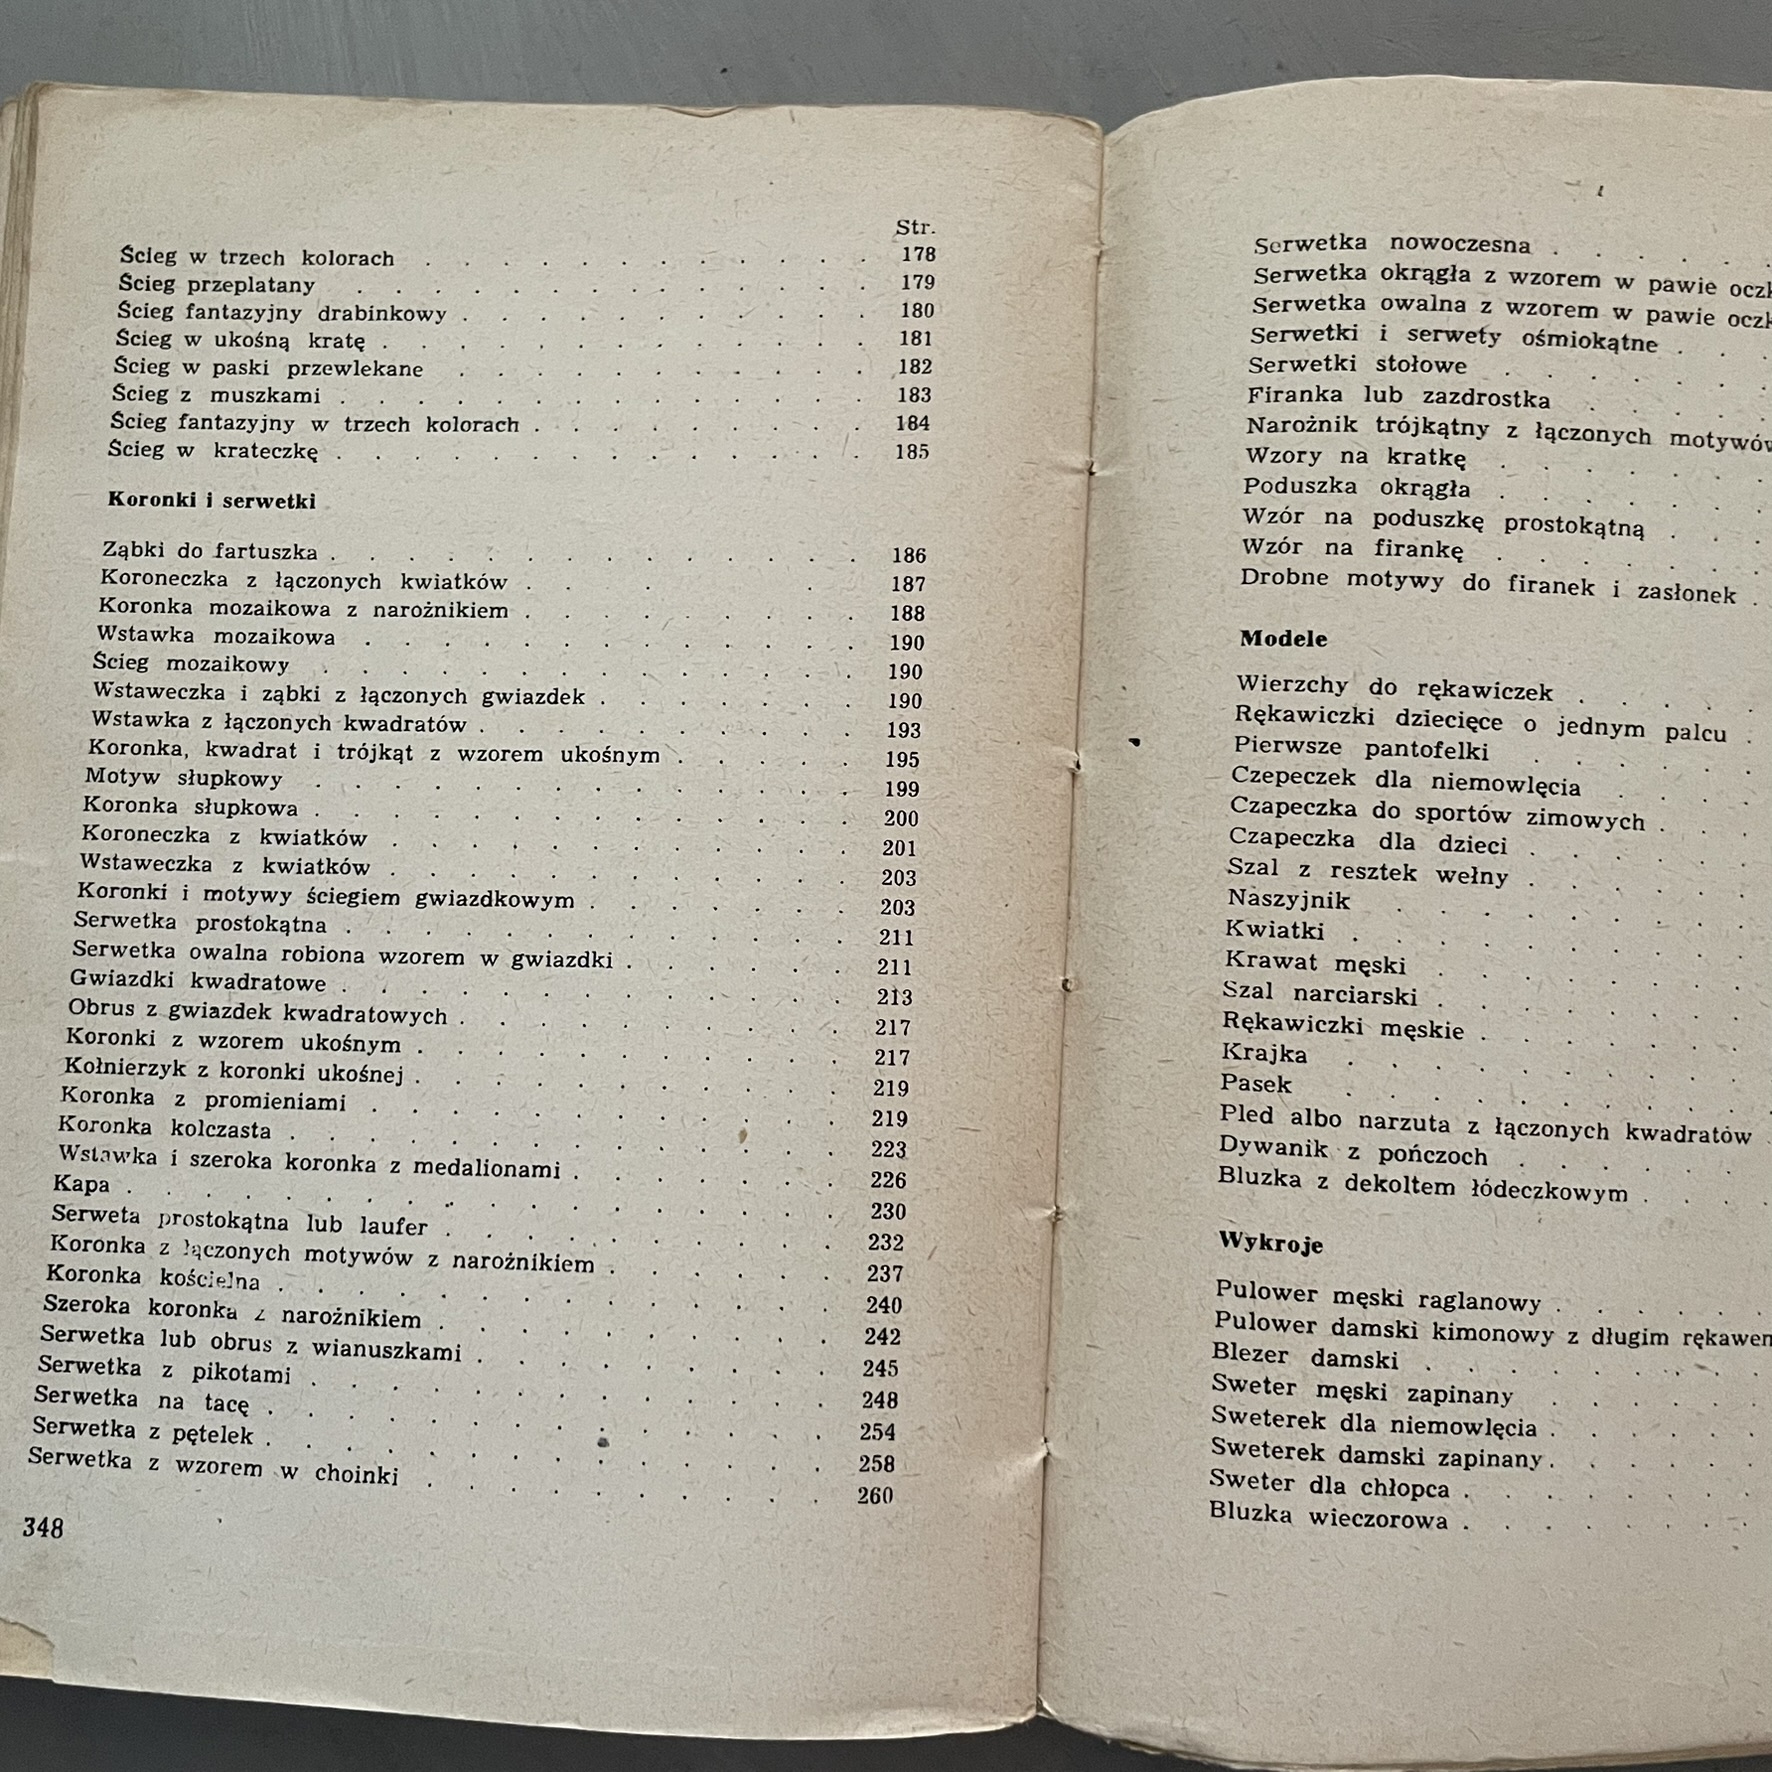 Str.
Ścieg w trzech kolorach . . . . . . . . . . . . 178
Ścieg przeplatany . . . . . . . . . . . . . 179
Ścieg fantazyjny drabinkowy . . . . . . . . . . . 180
Ścieg w ukośną kratę . . . . . . . . . . . . . 181
Ścieg w paski przewlekane . . . . . . . . . . . 182
Ścieg z muszkami . . . . . . . . . . . . . . 183
Ścieg fantazyjny w trzech kolorach . . . . . . . . . 184
Ścieg w krateczkę . . . . . . . . . . . . . . 185
Koronki i serwetki
Ząbki do fartuszka . . . . . . . . . . . . . . 186
Koroneczka z łączonych kwiatków . . . . 187
Koronka mozaikowa z narożnikiem . . . . . . . . . 188
Wstawka mozaikowa . . . . . . . . . . . . . 190
Ścieg mozaikowy . . . . . . . . . . . . . . 190
Wstaweczka i ząbki z łączonych gwiazdek . . . . . . . 190
Wstawka z łączonych kwadratów . . . . . . . . . . 193
Koronka, kwadrat i trójkąt z wzorem ukośnym . . . . . 195
Motyw słupkowy . . . . . . . . . . . . . . 199
Koronka słupkowa . . . . . . . . . . . . . . 200
Koroneczka z kwiatków . . . . . . . . . . . . 201
Wstaweczka z kwiatków . . . . . . . . . . . . 203
Koronki i motywy ściegiem gwiazdkowym . . . . . . . 203
Serwetka prostokątna . . . . . . . . . . . . . 211
Serwetka owalna robiona wzorem w gwiazdki . . . . . . 211
Gwiazdki kwadratowe . . . . . . . . . . . . . 213
Obrus z gwiazdek kwadratowych . . . . . . . . . . 217
Koronki z wzorem ukośnym . . . . . . . . . . . 217
Kołnierzyk z koronki ukośnej . . . . . . . . . . . 219
Koronka z promieniami . . . . . . . . . . . . 219
Koronka kolczasta . . . . . . . . . . . . . . 223
Wstawka i szeroka koronka z medalionami . . . . . . . 226
Kapa . . . . . . . . . . . . . . . . . . 230
Serweta prostokątna lub laufer . . . . . . . . . . 232
Koronka z łączonych motywów z narożnikiem . . . . . . 237
Koronka kościelna . . . . . . . . . . . . . . 240
Szeroka koronka z narożnikiem . . . . . . . . . . 242
Serwetka lub obrus z wianuszkami . . . . . . . . . 245
Serwetka z pikotami . . . . . . . . . . . . . 248
Serwetka na tacę . . . . . . . . . . . . . . 254
Serwetka z pętelek . . . . . . . . . . . . . . 258
Serwetka z wzorem w choinki . . . . . . . . . . 260
348
Serwetka nowoczesna . . . . . .
Serwetka okrągła z wzorem w pawie
Serwetka owalna z wzorem w pawie
Serwetki i serwety ośmiokątne . . .
Serwetki stołowe . . . . . . .
Firanka lub zazdrostka . . . . .
Narożnik trójkątny z łączonych
Wzory na kratkę . . . . . . .
Poduszka okrągła . . . . . . .
Wzór na poduszkę prostokątną . . .
Wzór na firankę . . . . . . .
Drobne motywy do firanek i zasłonek .
Modele
Wierzchy do rękawiczek . . . . .
Rękawiczki dziecięce o jednym palcu .
Pierwsze pantofelki . . . . . .
Czepeczek dla niemowlęcia . . . .
Czapeczka do sportów zimowych . . .
Czapeczka dla dzieci . . . . . .
Szal z resztek wełny . . . . . .
Naszyjnik . . . . . . . . .
Kwiatki . . . . . . . . . .
Krawat męski . . . . . . . .
Szal narciarski . . . . . . . .
Rękawiczki męskie . . . . . . .
Krajka . . . . . . . . . .
Pasek . . . . . . . . . .
Pled albo narzuta z łączonych kwadratów .
Dywanik z pończoch . . . . . .
Bluzka z dekoltem łódeczkowym . . . .
Wykroje
Pulower męski raglanowy . . . . . .
Pulower damski kimonowy z długim
Blezer damski . . . . . . . . .
Sweter męski zapinany . . . . . .
Sweterek dla niemowlęcia . . . . . .
Sweterek damski zapinany . . . . . .
Sweter dla chłopca . . . . . . . .
Bluzka wieczorowa . . . . . . . .